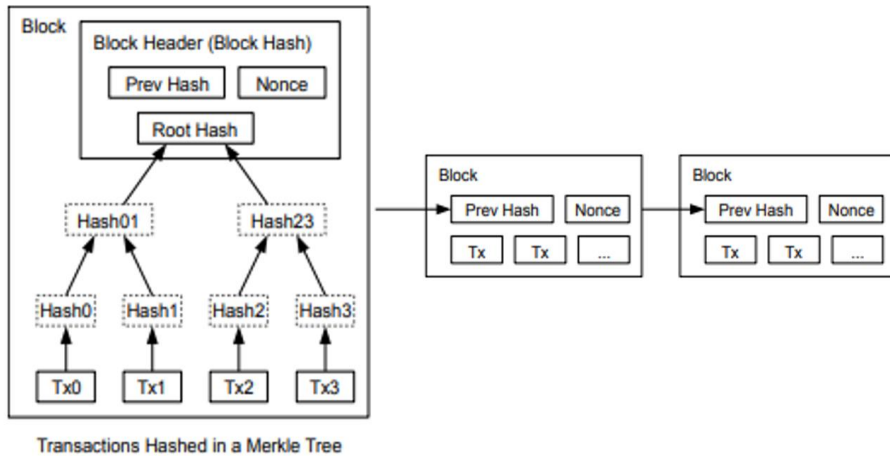 Block
Block Header (Block Hash)
Prev Hash Nonce
Root Hash
Hash01 Hash23
Hash0 Hash1 Hash2 Hash3
Tx0 Tx1 Tx2 Tx3
Transactions Hashed in a Merkle Tree
Block
Prev Hash Nonce
Tx Tx ...
Block
Prev Hash Nonce
Tx Tx ...